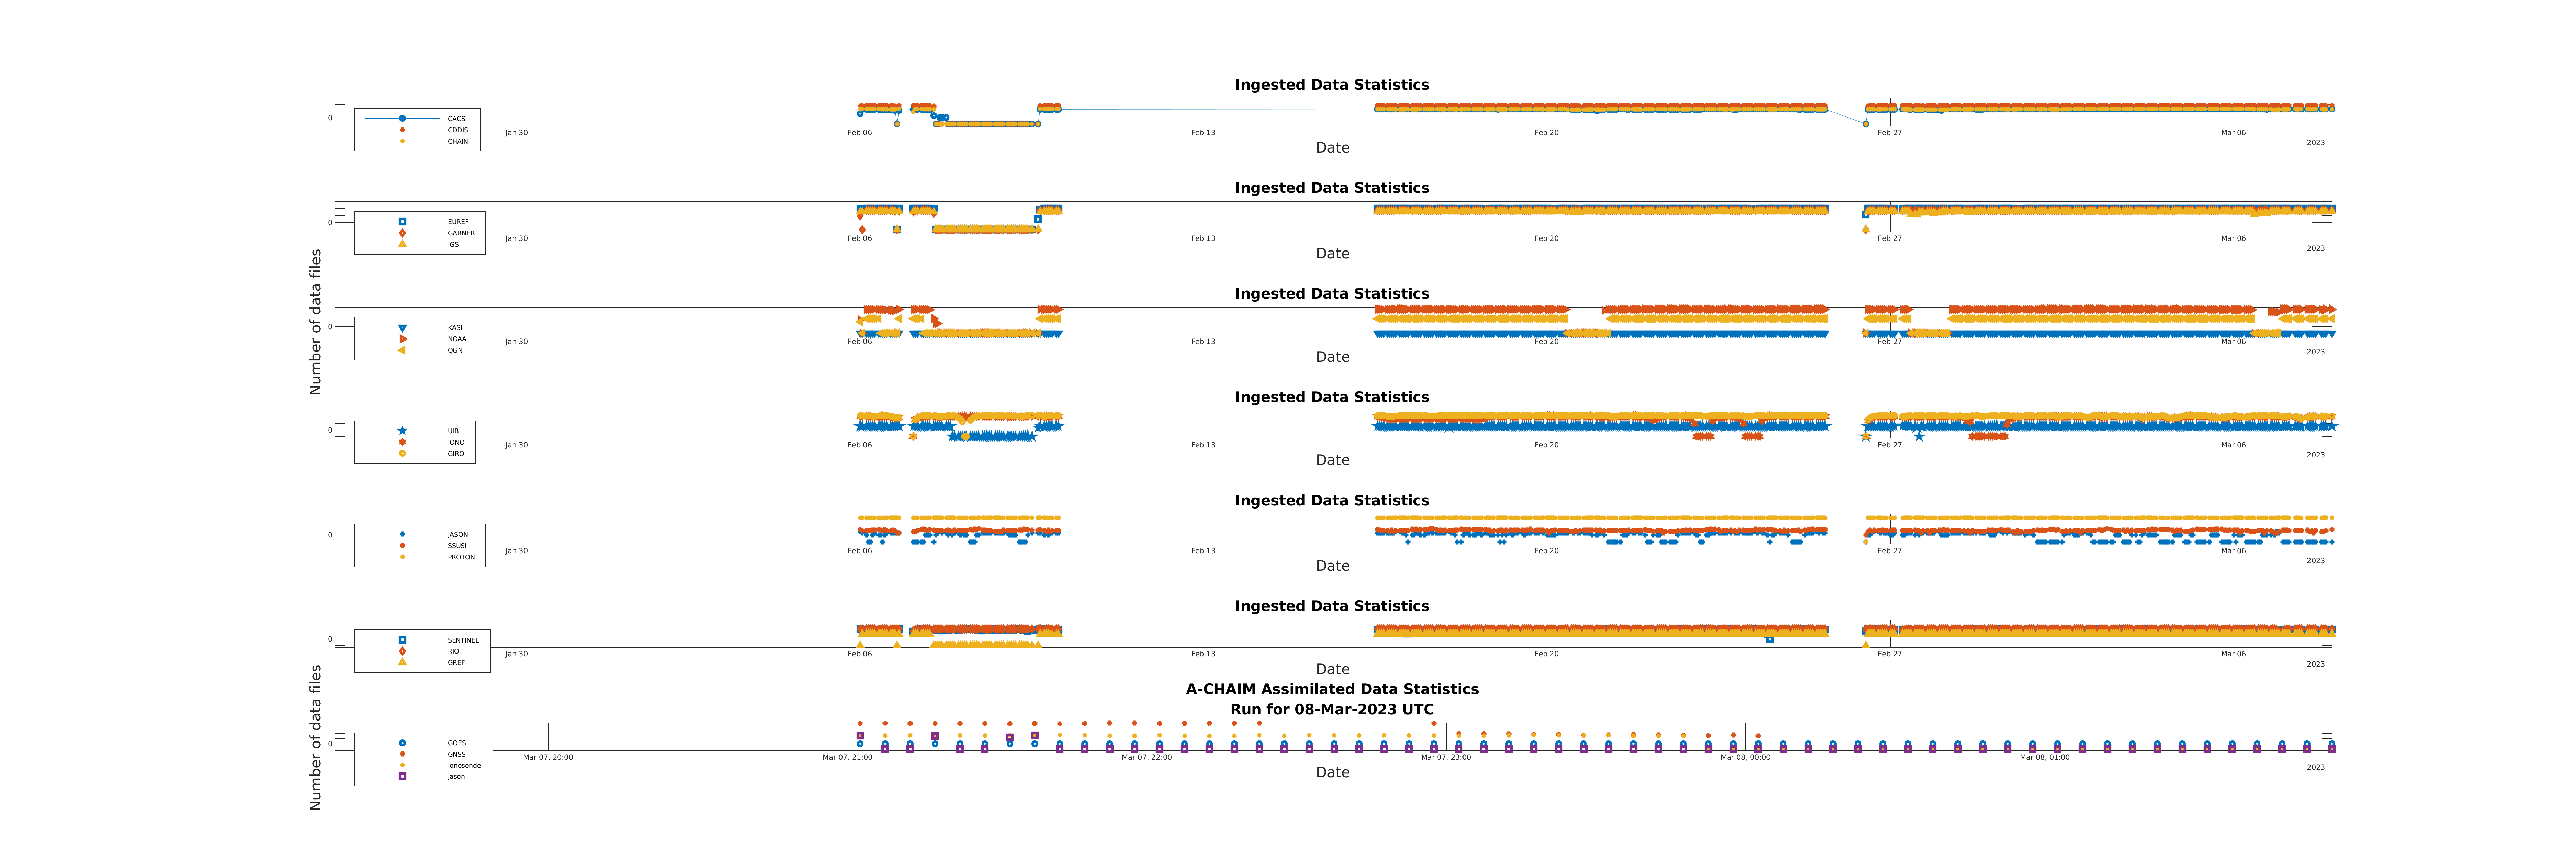 Ingested Data Statistics
0
CACS
CDDIS
CHAIN
Jan 30 Feb 06 Feb 13 Feb 20 Feb 27 Mar 06
2023
Date
Ingested Data Statistics
0
EUREF
GARNER
IGS
Jan 30 Feb 06 Feb 13 Feb 20 Feb 27 Mar 06
2023
Date
Number of data files
Ingested Data Statistics
0
KASI
NOAA
QGN
Jan 30 Feb 06 Feb 13 Feb 20 Feb 27 Mar 06
2023
Date
Ingested Data Statistics
0
UIB
IONO
GIRO
Jan 30 Feb 06 Feb 13 Feb 20 Feb 27 Mar 06
2023
Date
Ingested Data Statistics
0
JASON
SSUSI
PROTON
Jan 30 Feb 06 Feb 13 Feb 20 Feb 27 Mar 06
2023
Date
Ingested Data Statistics
0
SENTINEL
RIO
GREF
Jan 30 Feb 06 Feb 13 Feb 20 Feb 27 Mar 06
2023
Date
Number of data files
A-CHAIM Assimilated Data Statistics
Run for 08-Mar-2023 UTC
0
GOES
GNSS
Ionosonde
Jason
Mar 07, 20:00 Mar 07, 21:00 Mar 07, 22:00 Mar 07, 23:00 Mar 08, 00:00 Mar 08, 01:00
2023
Date